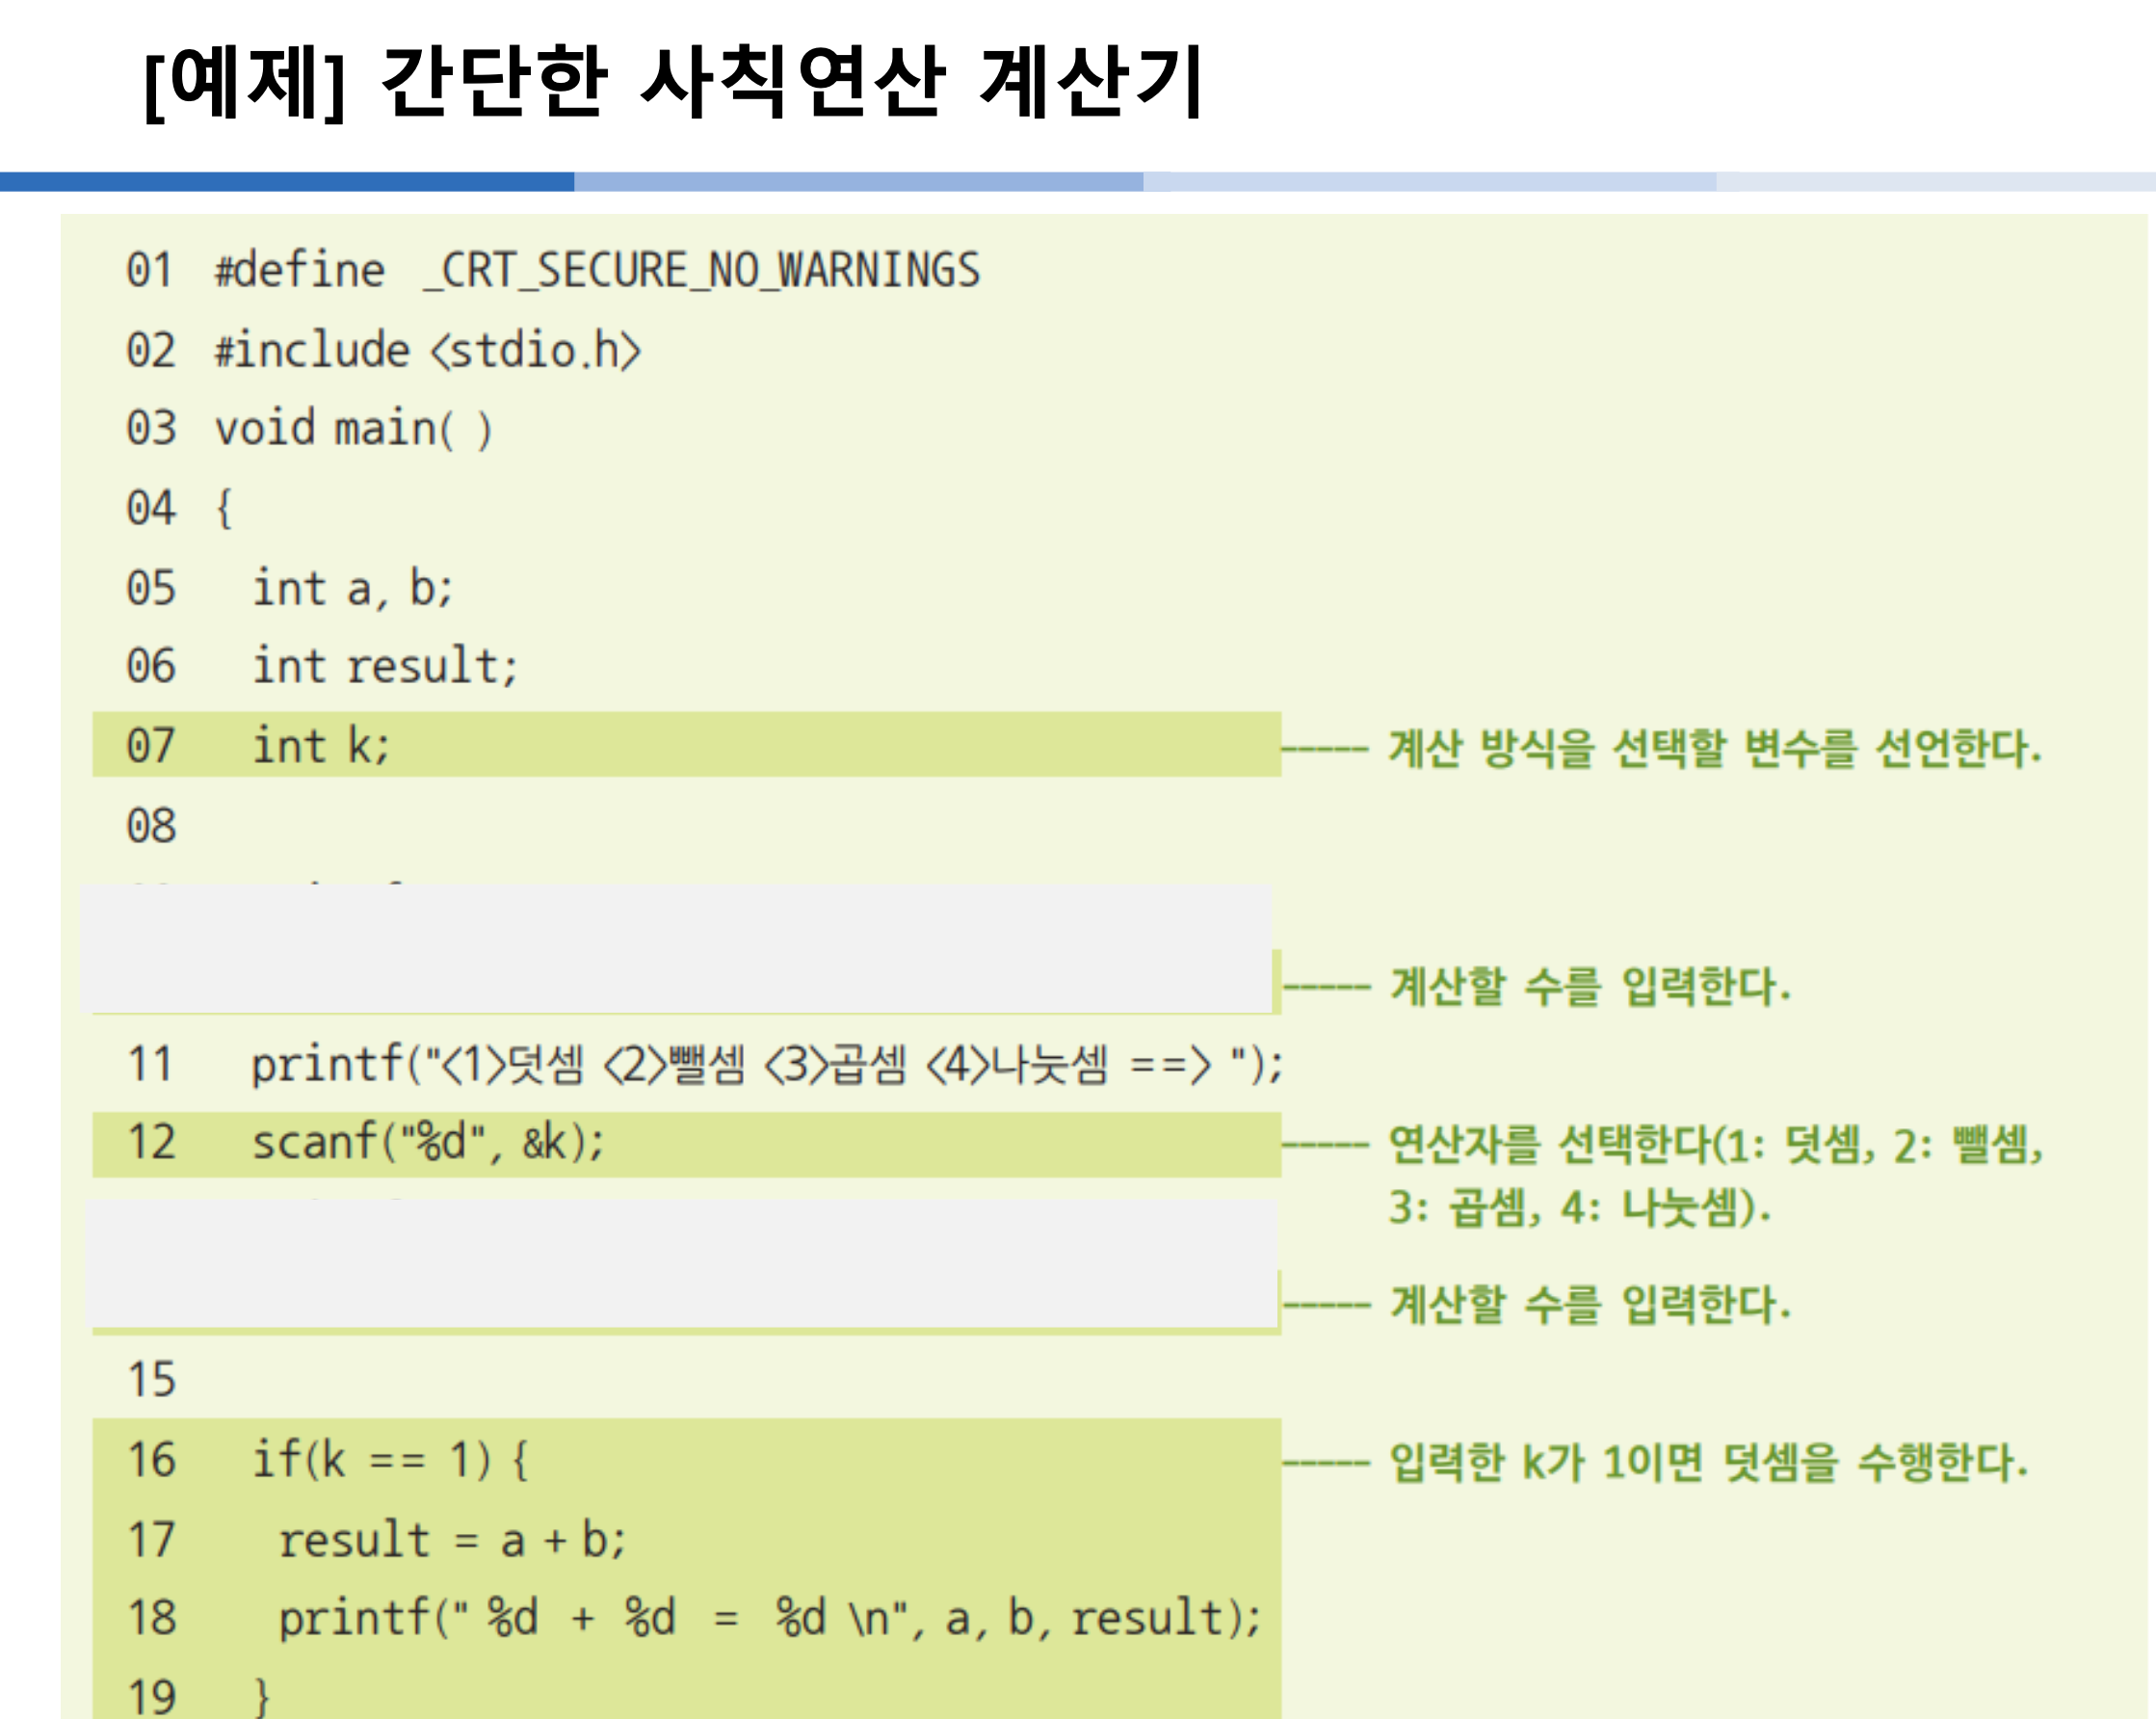 [예제] 간단한 사칙연산 계산기
01 #define _CRT_SECURE_NO_WARNINGS
02 #include <stdio.h>
03 void main( )
04 {
05 int a, b;
06 int result;
07 int k; ----- 계산 방식을 선택할 변수를 선언한다.
08
----- 계산할 수를 입력한다.
11 printf("<1>덧셈 <2>뺄셈 <3>곱셈 <4>나눗셈 ==> ");
12 scanf("%d", &k); ----- 연산자를 선택한다(1: 덧셈, 2: 뺄셈,
3: 곱셈, 4: 나눗셈).
----- 계산할 수를 입력한다.
15
16 if(k == 1) { ----- 입력한 k가 1이면 덧셈을 수행한다.
17 result = a + b;
18 printf(" %d + %d = %d \n", a, b, result);
19 }